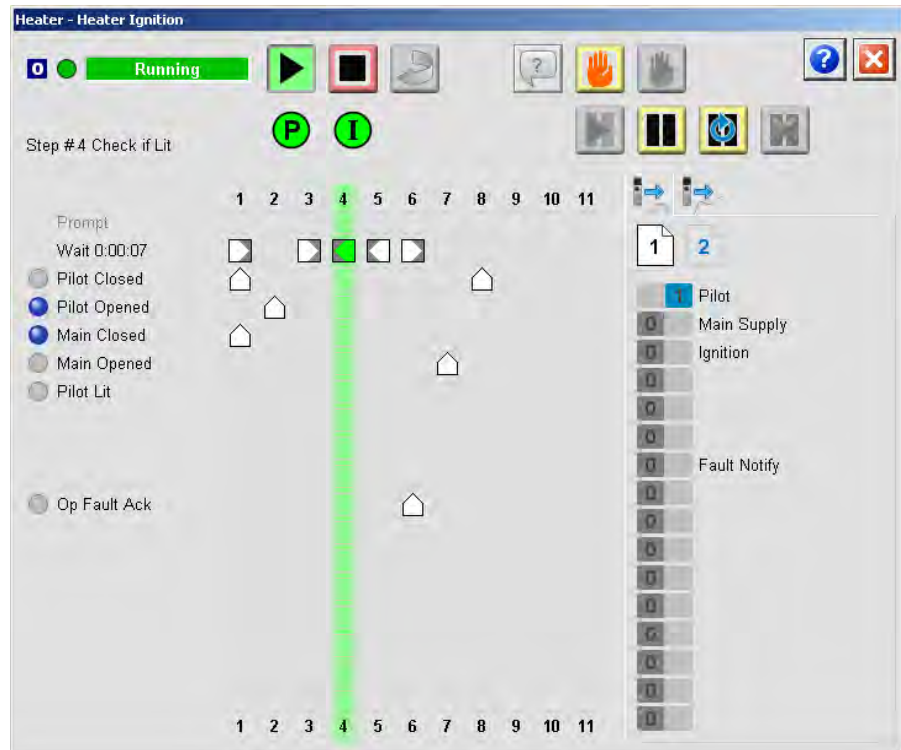 Heater - Heater Ignition
O Running
?
?
P I
Step #4 Check if Lit
1 2 3 4 5 6 7 8 9 10 11
Prompt
Wait 0:00:07
1 2
Pilot Closed
Pilot Opened
1 Pilot
Main Closed
0 Main Supply
Main Opened
0 Ignition
Pilot Lit
0
0
0
0 Fault Notify
0
Op Fault Ack
0
0
0
0
0
0
0
0
1 2 3 4 5 6 7 8 9 10 11